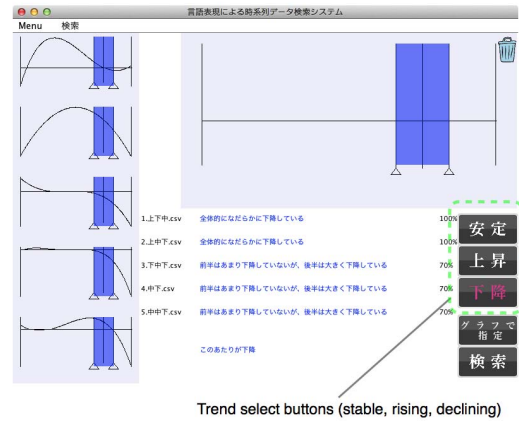 言語表現による時系列データ検索システム
Menu 検索
1.上下中.csv 全体的になだらかに下降している 100%
2.上中下.csv 全体的になだらかに下降している 100%
3.下中下.csv 前半はあまり下降していないが、後半は大きく下降している 70%
4.中下.csv 前半はあまり下降していないが、後半は大きく下降している 70%
5.中中下.csv 前半はあまり下降していないが、後半は大きく下降している 70%
このあたりが下降
安定
上昇
下降
グラフで
指定
検索
Trend select buttons (stable, rising, declining)